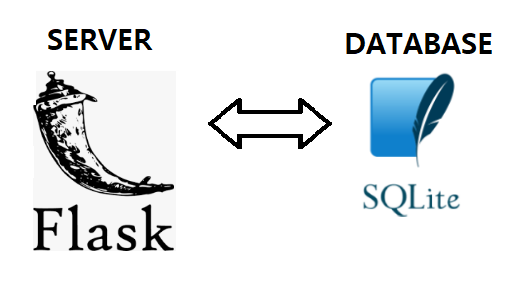 SERVER
DATABASE
Flask
SQLite